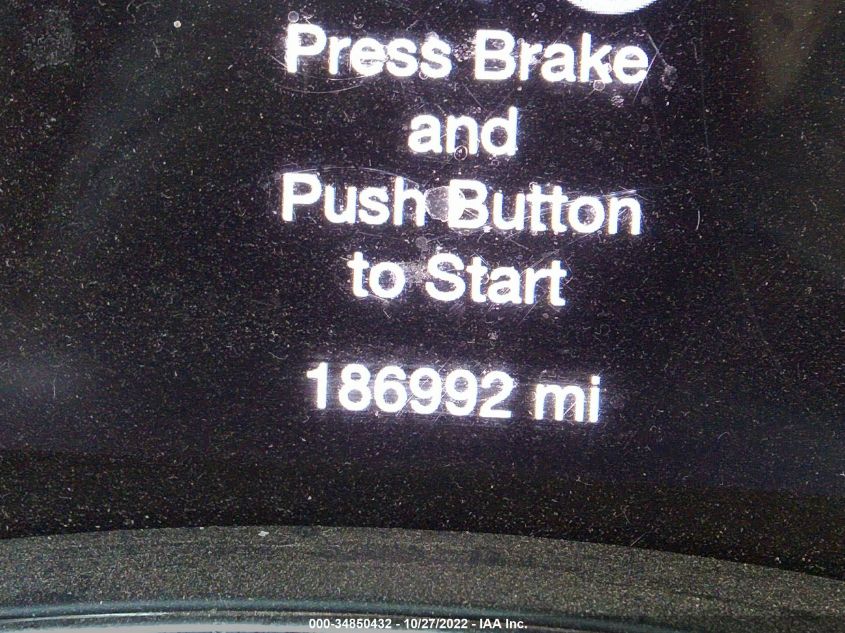 Press Brake
and
Push Button
to Start
186992 mi
000-34850432 - 10/27/2022 - IAA Inc.